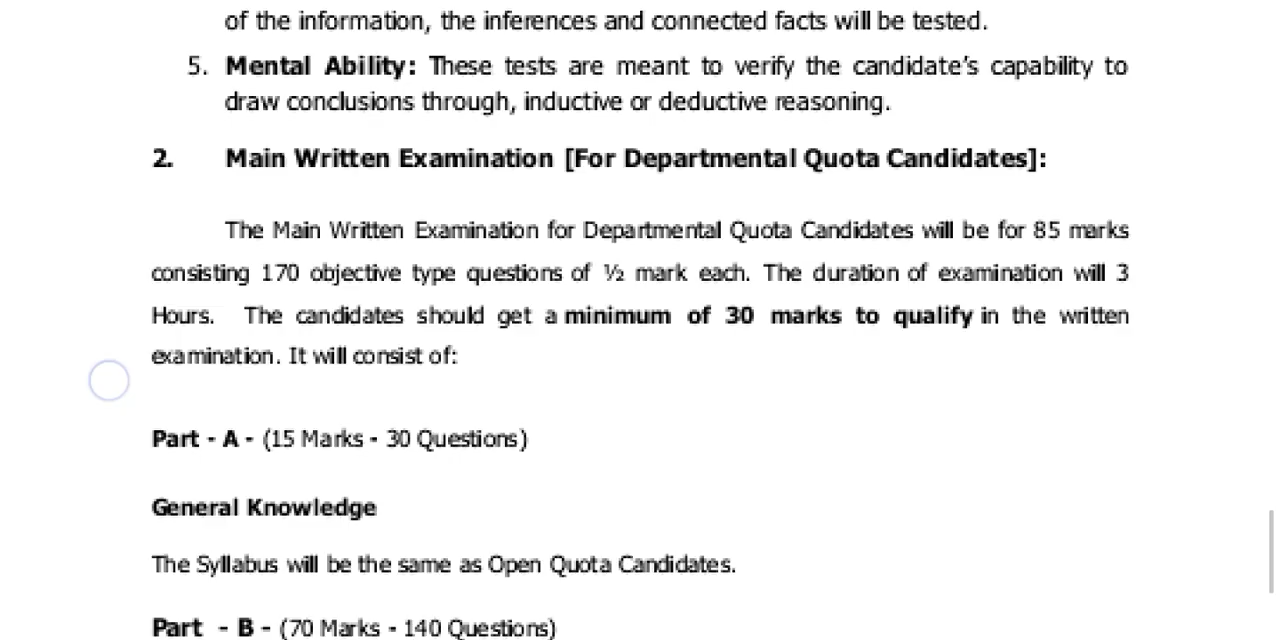 of the information, the inferences and connected facts will be tested.
5. Mental Ability: These tests are meant to verify the candidate's capability to
draw conclusions through, inductive or deductive reasoning.
2. Main Written Examination [For Departmental Quota Candidates]:
The Main Written Examination for Departmental Quota Candidates will be for 85 marks
consisting 170 objective type questions of ½ mark each. The duration of examination will 3
Hours. The candidates should get a minimum of 30 marks to qualify in the written
examination. It will consist of:
Part - A - (15 Marks - 30 Questions)
General Knowledge
The Syllabus will be the same as Open Quota Candidates.
Part - B - (70 Marks - 140 Questions)